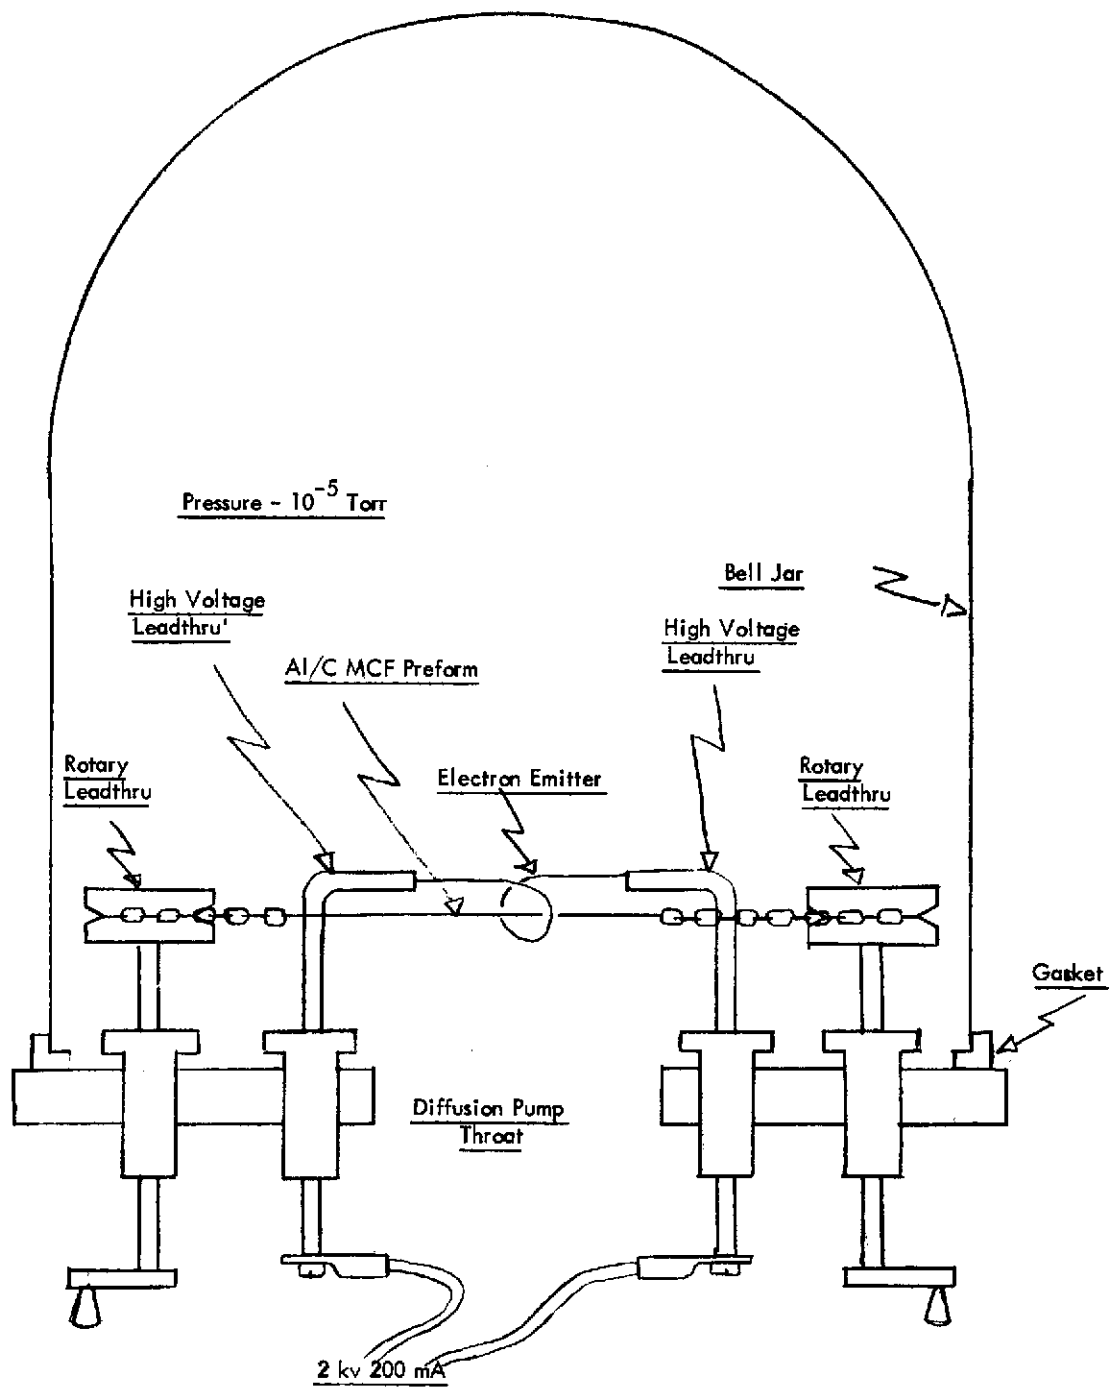 Pressure - 10⁻⁵ Torr
Bell Jar
High Voltage
Leadthru'
High Voltage
Leadthru
Al/C MCF Preform
Rotary
Leadthru
Electron Emitter
Rotary
Leadthru
Gasket
Diffusion Pump
Throat
2 kv 200 mA